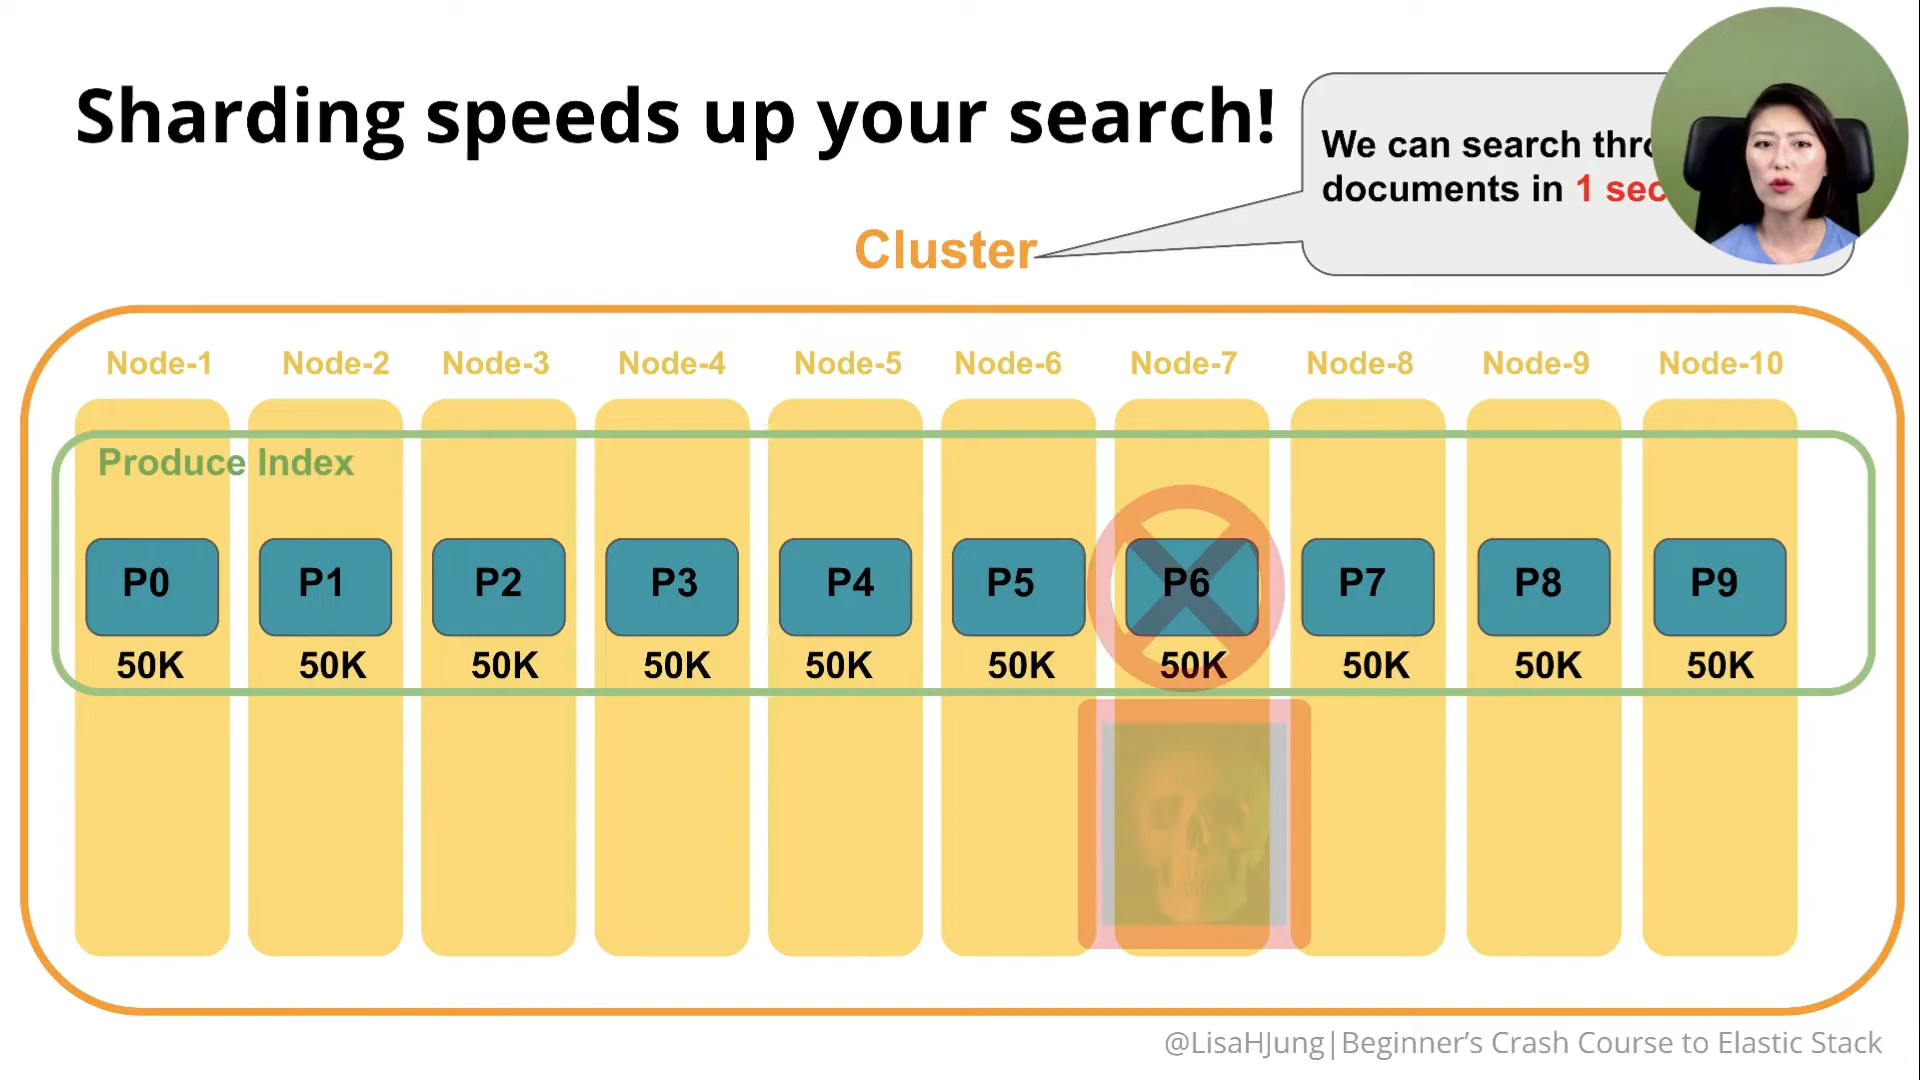 Sharding speeds up your search!
We can search
documents in 1
Cluster
Node-1 Node-2 Node-3 Node-4 Node-5 Node-6 Node-7 Node-8 Node-9 Node-10
Produce Index
P0 P1 P2 P3 P4 P5 P6 P7 P8 P9
50K 50K 50K 50K 50K 50K 50K 50K 50K 50K
@LisaHJung|Beginner’s Crash Course to Elastic Stack